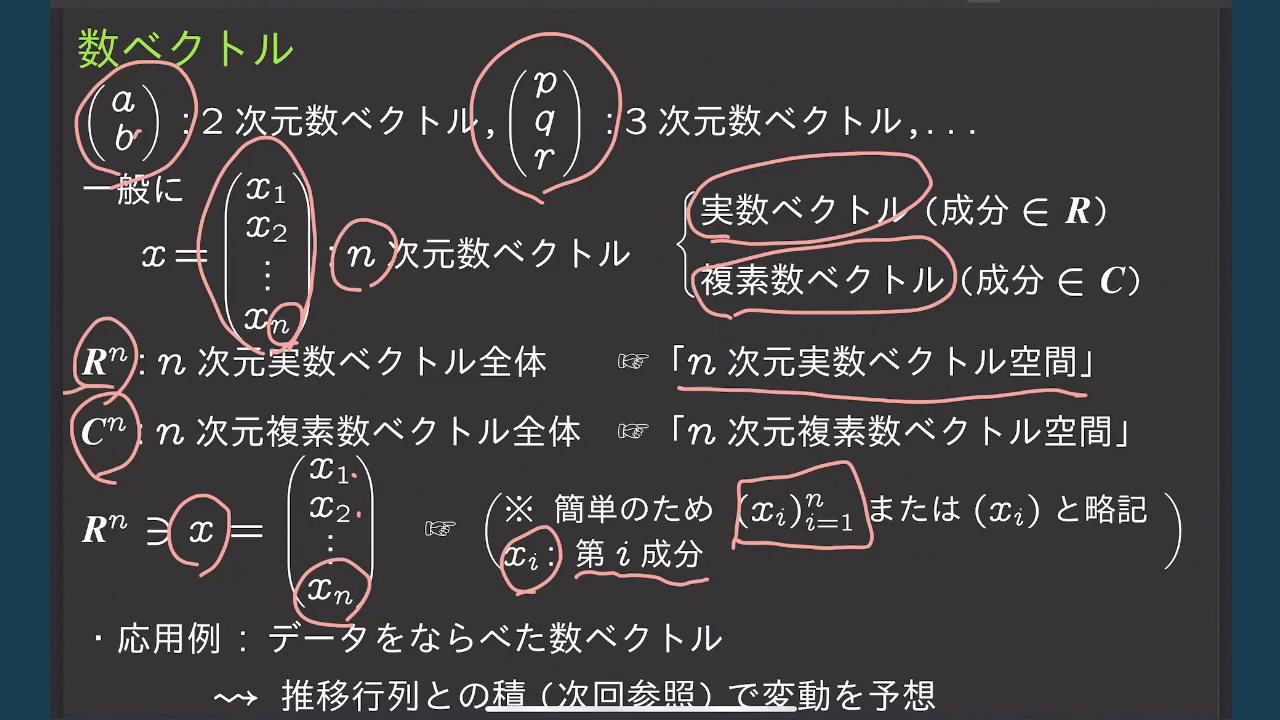 数ベクトル
(a b) : 2 次元数ベクトル, (p q r) : 3 次元数ベクトル, . . .
一般に
x = (x₁ x₂ ⋮ xₙ) : n 次元数ベクトル { 実数ベクトル (成分 ∈ R)
複素数ベクトル (成分 ∈ C)
Rⁿ : n 次元実数ベクトル全体 ☞ 「n 次元実数ベクトル空間」
Cⁿ : n 次元複素数ベクトル全体 ☞ 「n 次元複素数ベクトル空間」
Rⁿ ∋ x = (x₁ x₂ ⋮ xₙ) ☞ (※ 簡単のため (xᵢ)ⁿᵢ₌₁ または (xᵢ) と略記
xᵢ : 第 i 成分)
・応用例 : データをならべた数ベクトル
⇝ 推移行列との積 (次回参照) で変動を予想